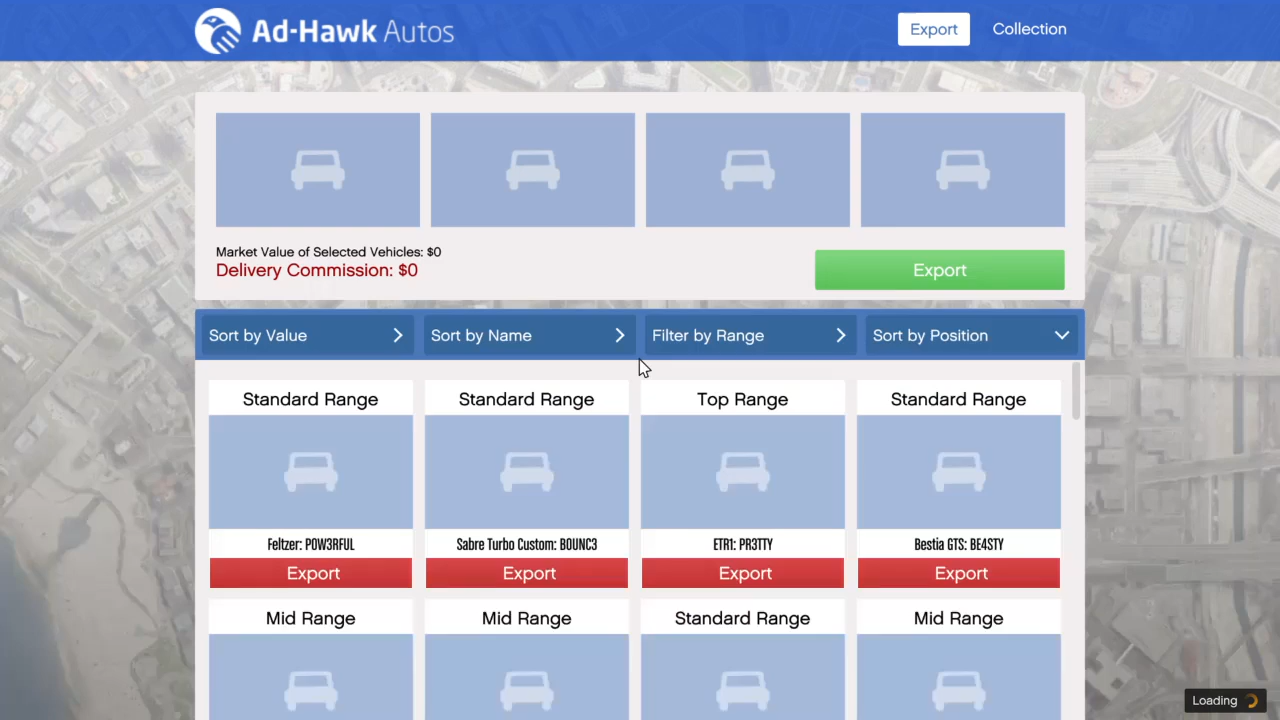 Ad-Hawk Autos
Export
Collection
Market Value of Selected Vehicles: $0
Delivery Commission: $0
Export
Sort by Value
Sort by Name
Filter by Range
Sort by Position
Standard Range
Standard Range
Top Range
Standard Range
Feltzer: P0W3RFUL
Sabre Turbo Custom: B0UNC3
ETR1: PR3TTY
Bestia GTS: BE4STY
Export
Export
Export
Export
Mid Range
Mid Range
Standard Range
Mid Range
Loading